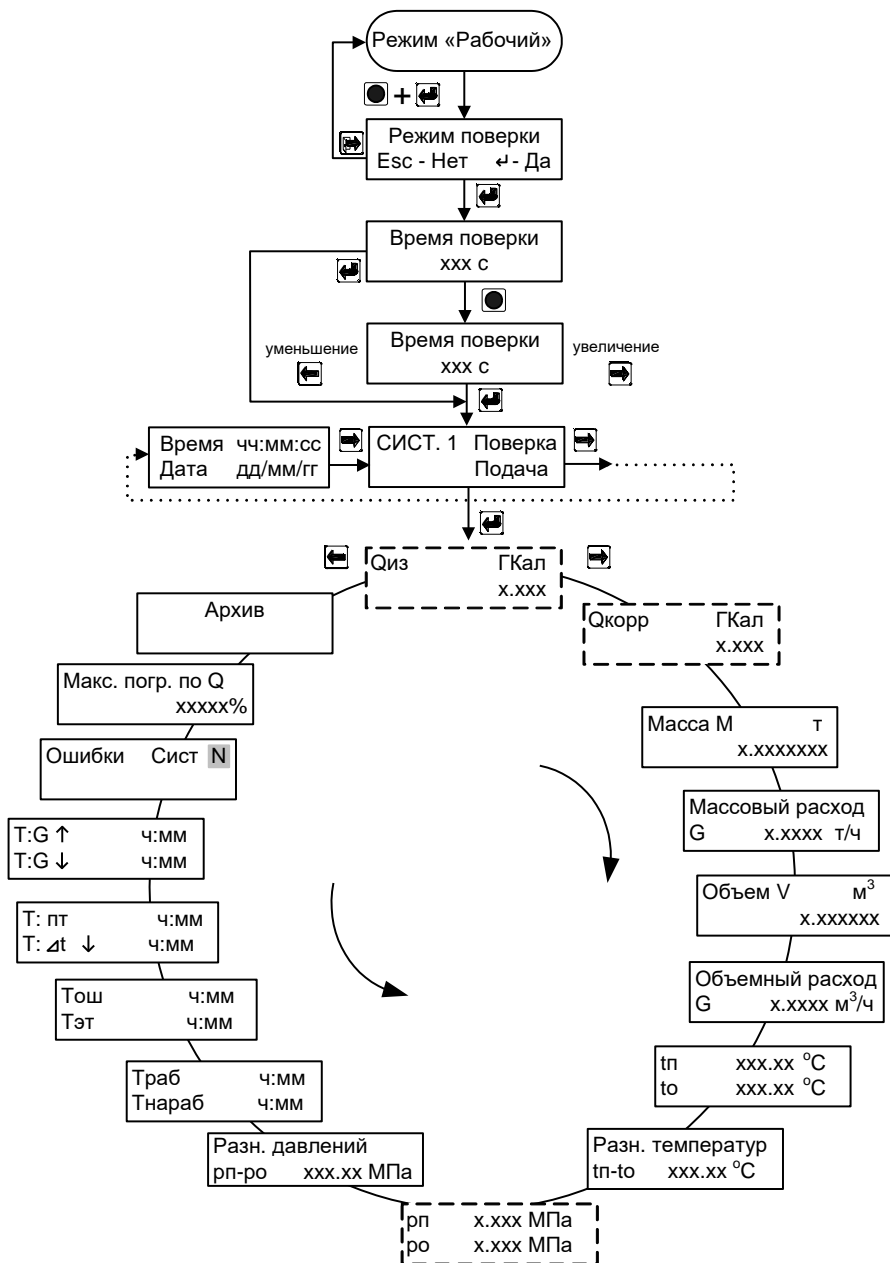 Режим «Рабочий»
+
Режим поверки
Esc - Нет ↵- Да
Время поверки
xxx с
Время поверки
xxx с
уменьшение
увеличение
Время чч:мм:сс
Дата дд/мм/гг
СИСТ. 1 Поверка
Подача
Qиз ГКал
x.xxx
Qкорр ГКал
x.xxx
Масса М т
x.xxxxxxx
Массовый расход
G x.xxxx т/ч
Объем V м³
x.xxxxxx
Объемный расход
G x.xxxx м³/ч
tп xxx.xx °C
to xxx.xx °C
Разн. температур
tп-to xxx.xx °C
рп x.xxx МПа
ро x.xxx МПа
Разн. давлений
рп-ро xxx.xx МПа
Траб ч:мм
Тнараб ч:мм
Тош ч:мм
Тэт ч:мм
Т: пт ч:мм
Т: ⊿t ↓ ч:мм
T:G ↑ ч:мм
T:G ↓ ч:мм
Ошибки Сист N
Макс. погр. по Q
xxxxx%
Архив